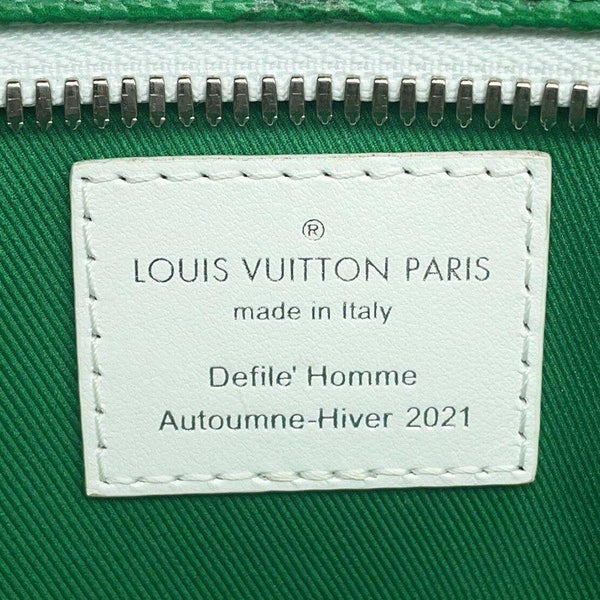 ®
LOUIS VUITTON PARIS
made in Italy
Defile' Homme
Autoumne-Hiver 2021